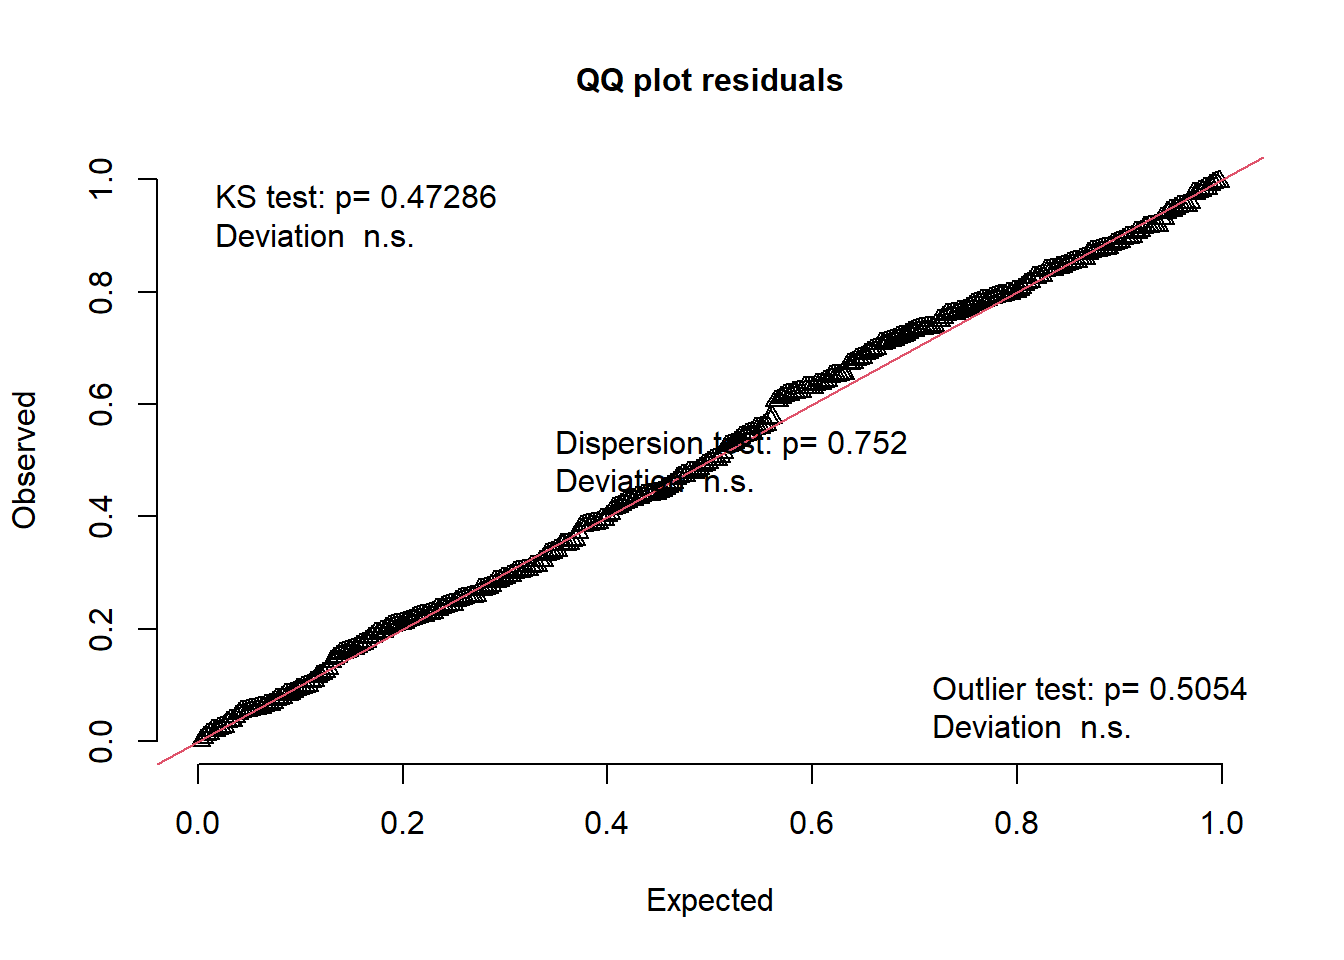 QQ plot residuals
KS test: p= 0.47286
Deviation  n.s.
Dispersion test: p= 0.752
Deviation  n.s.
Outlier test: p= 0.5054
Deviation  n.s.
Observed
1.0
0.8
0.6
0.4
0.2
0.0
0.0 0.2 0.4 0.6 0.8 1.0
Expected